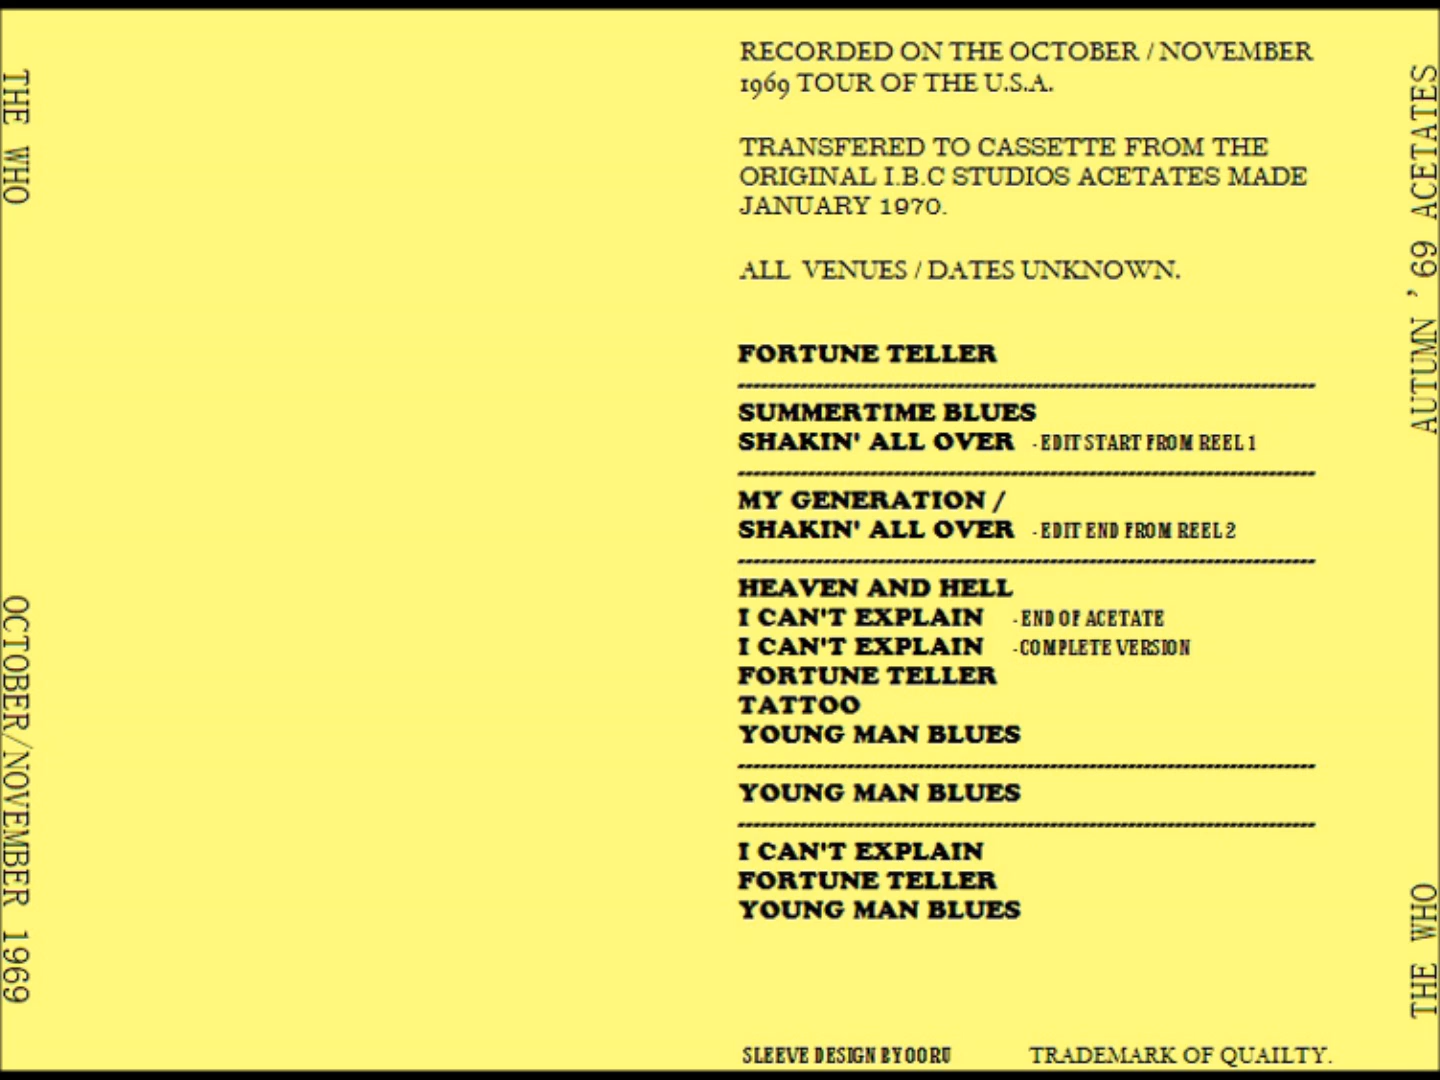 THE WHO
OCTOBER/NOVEMBER 1969
RECORDED ON THE OCTOBER / NOVEMBER
1969 TOUR OF THE U.S.A.
TRANSFERED TO CASSETTE FROM THE
ORIGINAL I.B.C STUDIOS ACETATES MADE
JANUARY 1970.
ALL VENUES / DATES UNKNOWN.
FORTUNE TELLER
SUMMERTIME BLUES
SHAKIN' ALL OVER - EDIT START FROM REEL 1
MY GENERATION /
SHAKIN' ALL OVER - EDIT END FROM REEL 2
HEAVEN AND HELL
I CAN'T EXPLAIN - END OF ACETATE
I CAN'T EXPLAIN - COMPLETE VERSION
FORTUNE TELLER
TATTOO
YOUNG MAN BLUES
YOUNG MAN BLUES
I CAN'T EXPLAIN
FORTUNE TELLER
YOUNG MAN BLUES
SLEEVE DESIGN BY OORU TRADEMARK OF QUAILTY.
THE WHO
AUTUMN '69 ACETATES